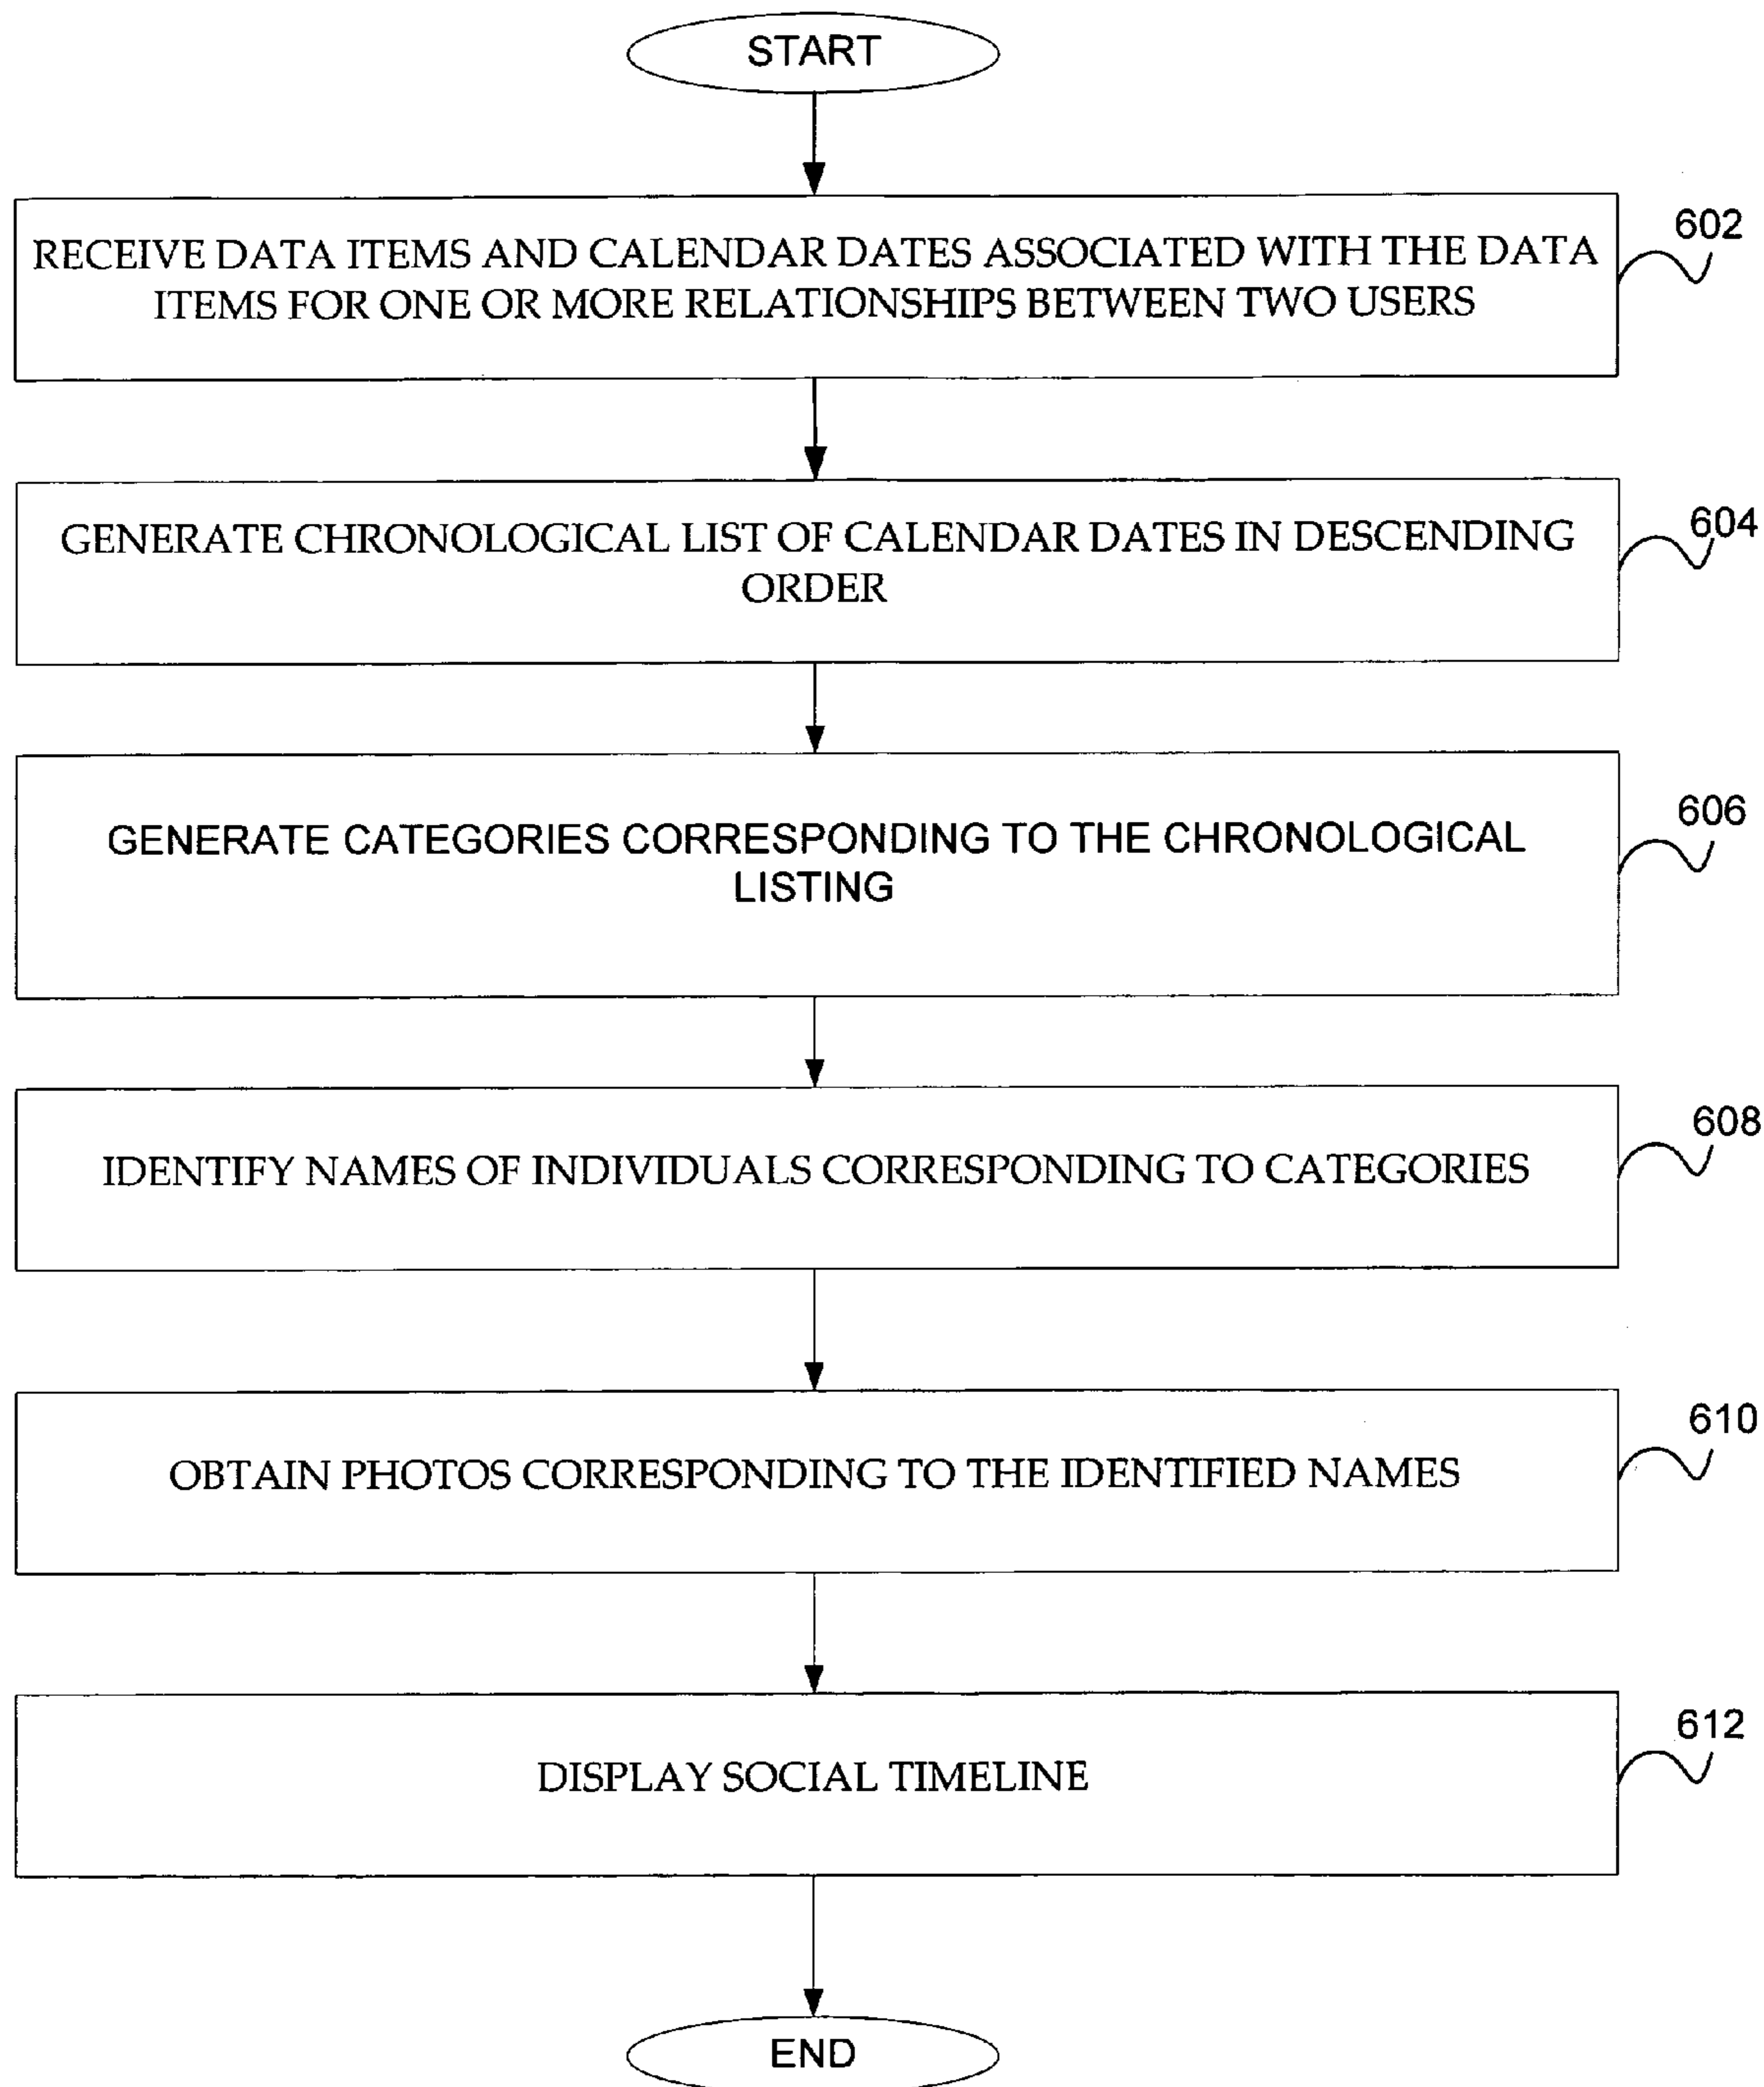 START
RECEIVE DATA ITEMS AND CALENDAR DATES ASSOCIATED WITH THE DATA
ITEMS FOR ONE OR MORE RELATIONSHIPS BETWEEN TWO USERS
602
GENERATE CHRONOLOGICAL LIST OF CALENDAR DATES IN DESCENDING
ORDER
604
GENERATE CATEGORIES CORRESPONDING TO THE CHRONOLOGICAL
LISTING
606
IDENTIFY NAMES OF INDIVIDUALS CORRESPONDING TO CATEGORIES
608
OBTAIN PHOTOS CORRESPONDING TO THE IDENTIFIED NAMES
610
DISPLAY SOCIAL TIMELINE
612
END